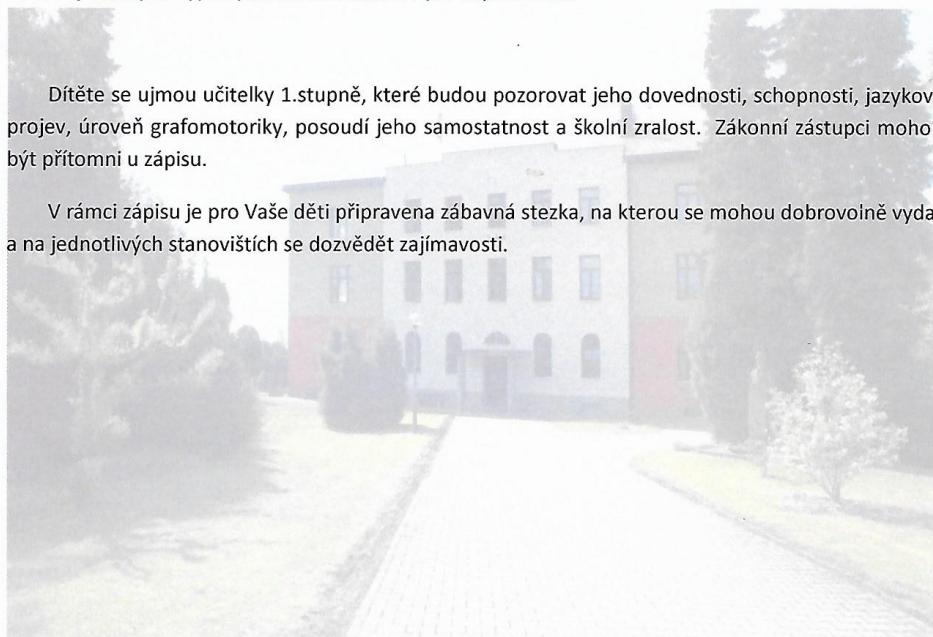 Dítěte se ujmou učitelky 1.stupně, které budou pozorovat jeho dovednosti, schopnosti, jazykov
projev, úroveň grafomotoriky, posoudí jeho samostatnost a školní zralost. Zákonní zástupci moho
být přítomni u zápisu.
V rámci zápisu je pro Vaše děti připravena zábavná stezka, na kterou se mohou dobrovolně vyda
a na jednotlivých stanovištích se dozvědět zajímavosti.